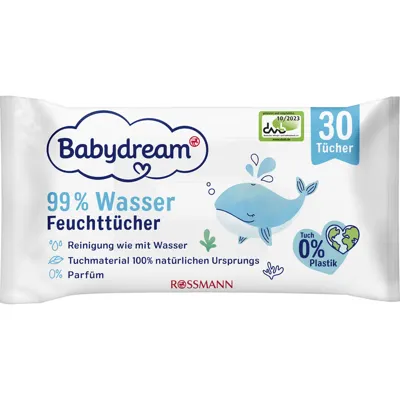 Babydream
10/2023
30
Tücher
99% Wasser
Feuchttücher
Reinigung wie mit Wasser
Tuchmaterial 100% natürlichen Ursprungs
0% Parfüm
Tuch
0%
Plastik
ROSSMANN